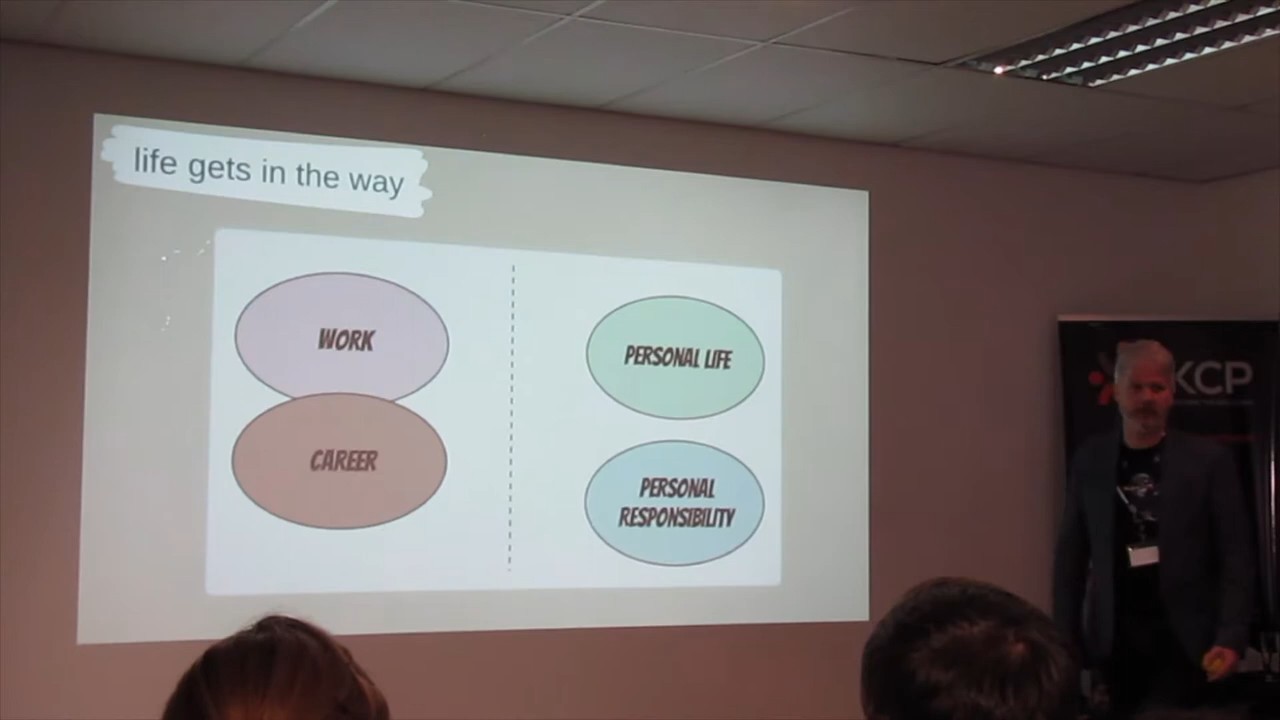 life gets in the way
WORK
CAREER
PERSONAL LIFE
PERSONAL
RESPONSIBILITY
KCP